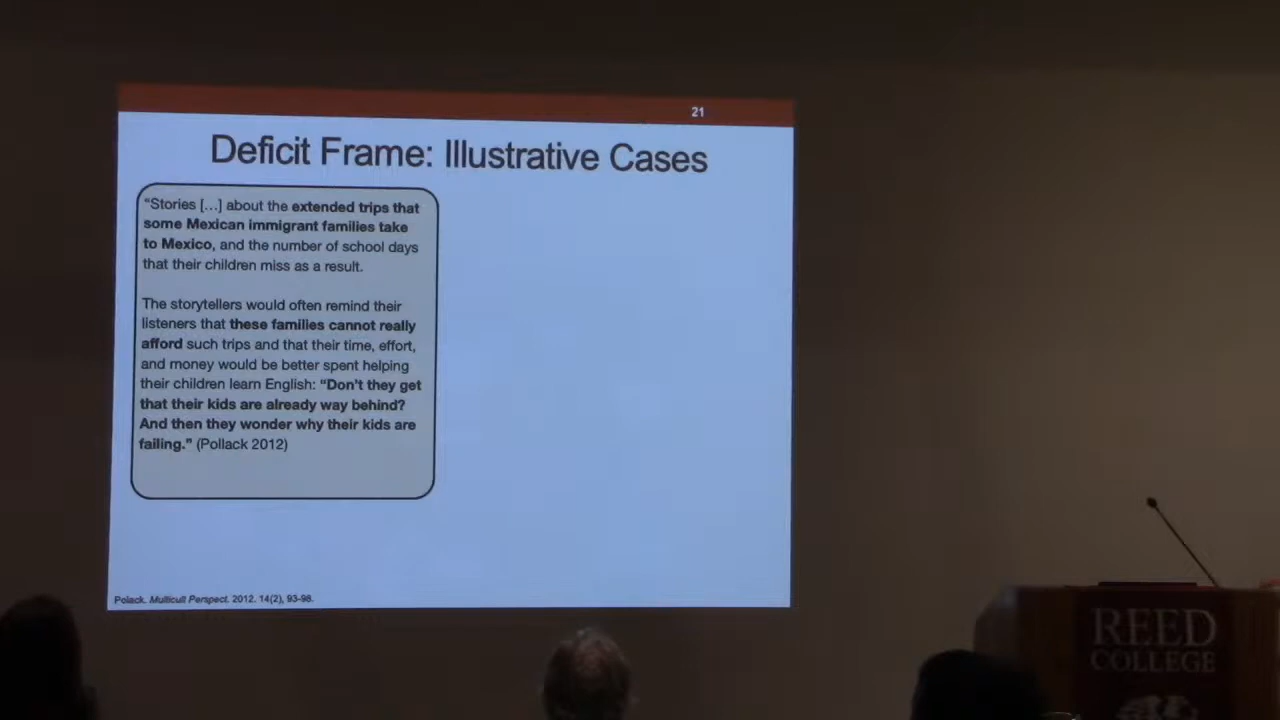 21
Deficit Frame: Illustrative Cases
“Stories [...] about the extended trips that
some Mexican immigrant families take
to Mexico, and the number of school days
that their children miss as a result.
The storytellers would often remind their
listeners that these families cannot really
afford such trips and that their time, effort,
and money would be better spent helping
their children learn English: “Don’t they get
that their kids are already way behind?
And then they wonder why their kids are
failing.” (Pollack 2012)
Polack. Multicult Perspect. 2012. 14(2), 93-98.
REED
COLLEGE